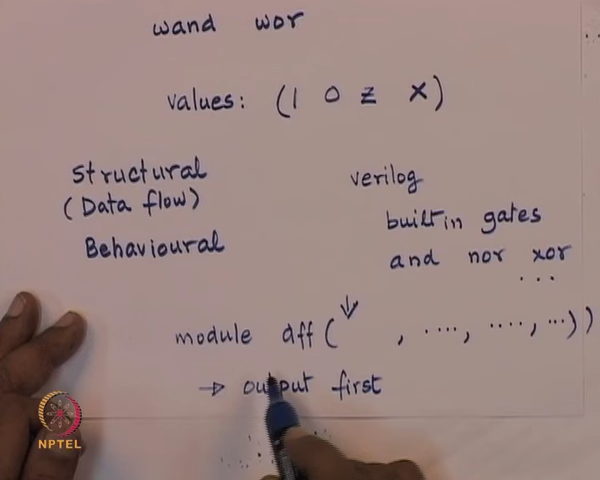 wand wor
values: (1 0 z x)
structural
(Data flow)
Behavioural
verilog
built in gates
and nor xor
...
module dff( , ...., ...., ...))
→ output first
NPTEL